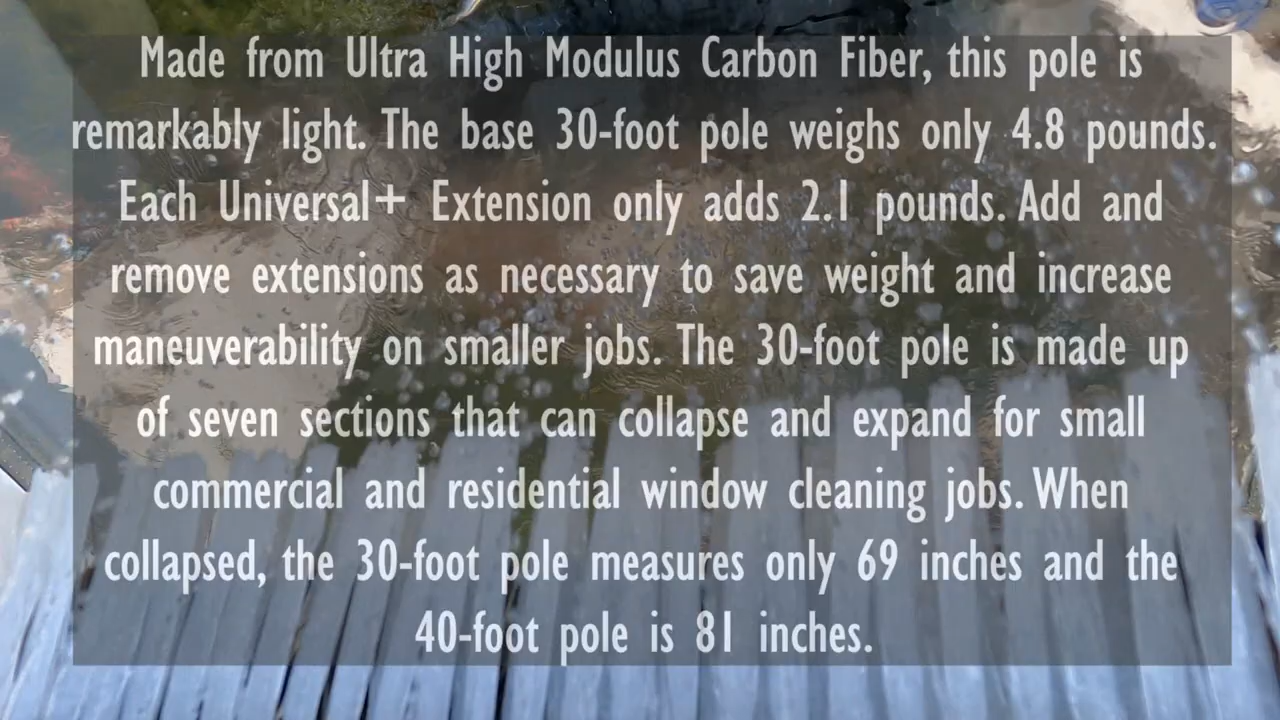 Made from Ultra High Modulus Carbon Fiber, this pole is
remarkably light. The base 30-foot pole weighs only 4.8 pounds.
Each Universal+ Extension only adds 2.1 pounds. Add and
remove extensions as necessary to save weight and increase
maneuverability on smaller jobs. The 30-foot pole is made up
of seven sections that can collapse and expand for small
commercial and residential window cleaning jobs. When
collapsed, the 30-foot pole measures only 69 inches and the
40-foot pole is 81 inches.